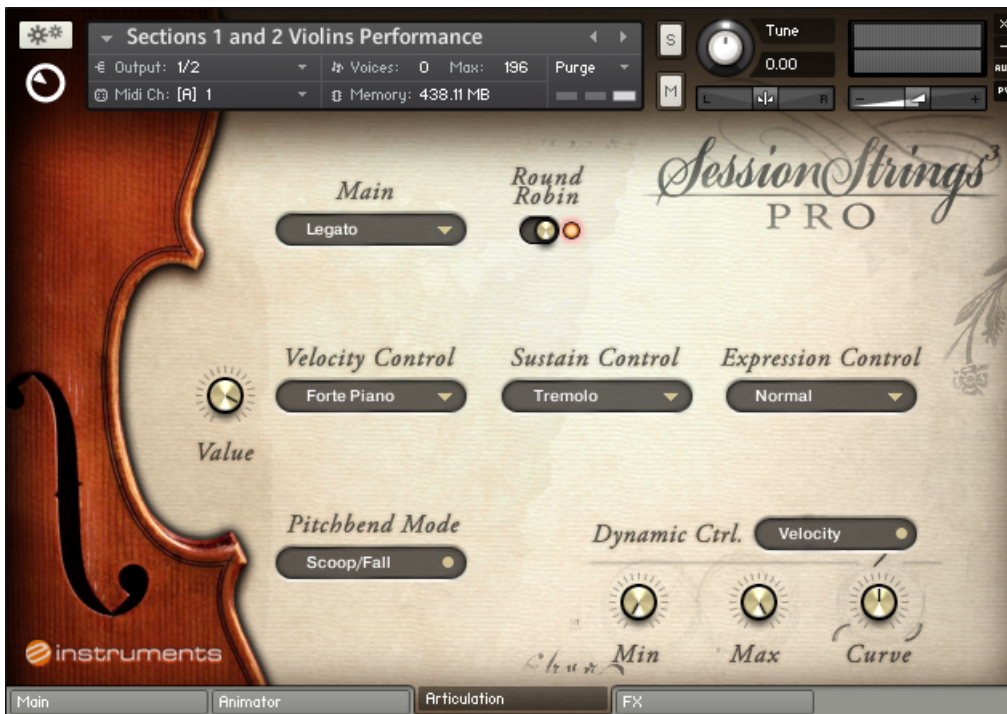 Sections 1 and 2 Violins Performance
Output: 1/2
Voices: 0 Max: 196
Purge
Midi Ch: [A] 1
Memory: 438.11 MB
S
M
Tune
0.00
L R
- +
×
AU
PV
Session Strings 3
PRO
Main
Legato
Round
Robin
Velocity Control
Forte Piano
Value
Sustain Control
Tremolo
Expression Control
Normal
Pitchbend Mode
Scoop/Fall
Dynamic Ctrl.
Velocity
Min
Max
Curve
e instruments
Main
Animator
Articulation
FX